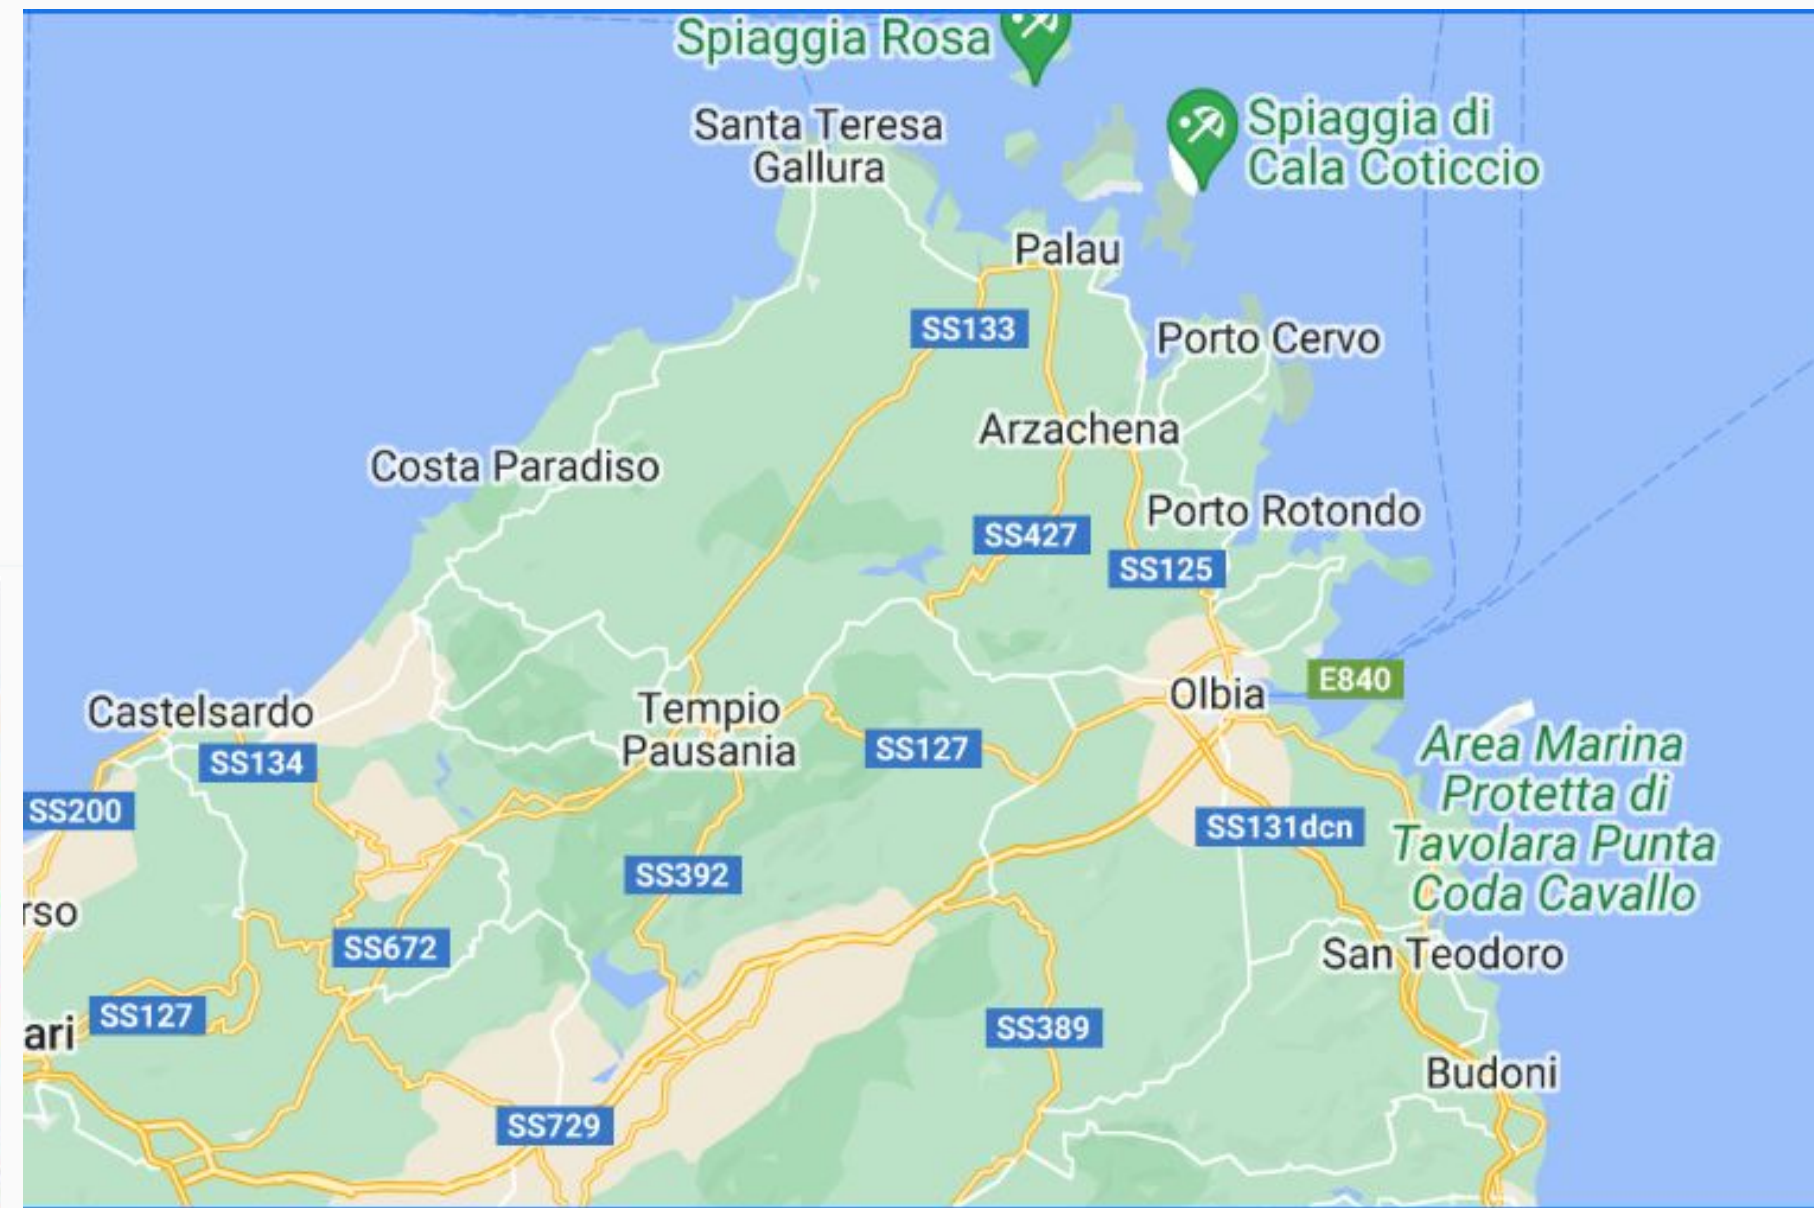 Spiaggia Rosa
Spiaggia di
Cala Coticcio
Santa Teresa
Gallura
Palau
SS133
Porto Cervo
Arzachena
Costa Paradiso
Porto Rotondo
SS427
SS125
E840
Olbia
Castelsardo
Tempio
Pausania
SS127
SS134
Area Marina
Protetta di
Tavolara Punta
Coda Cavallo
SS200
SS131dcn
SS392
rso
SS672
San Teodoro
SS127
ari
SS389
Budoni
SS729